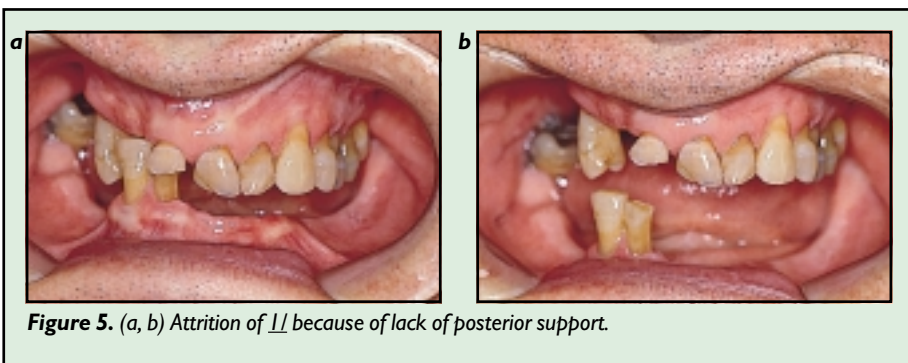 a
b
Figure 5. (a, b) Attrition of 1/ because of lack of posterior support.